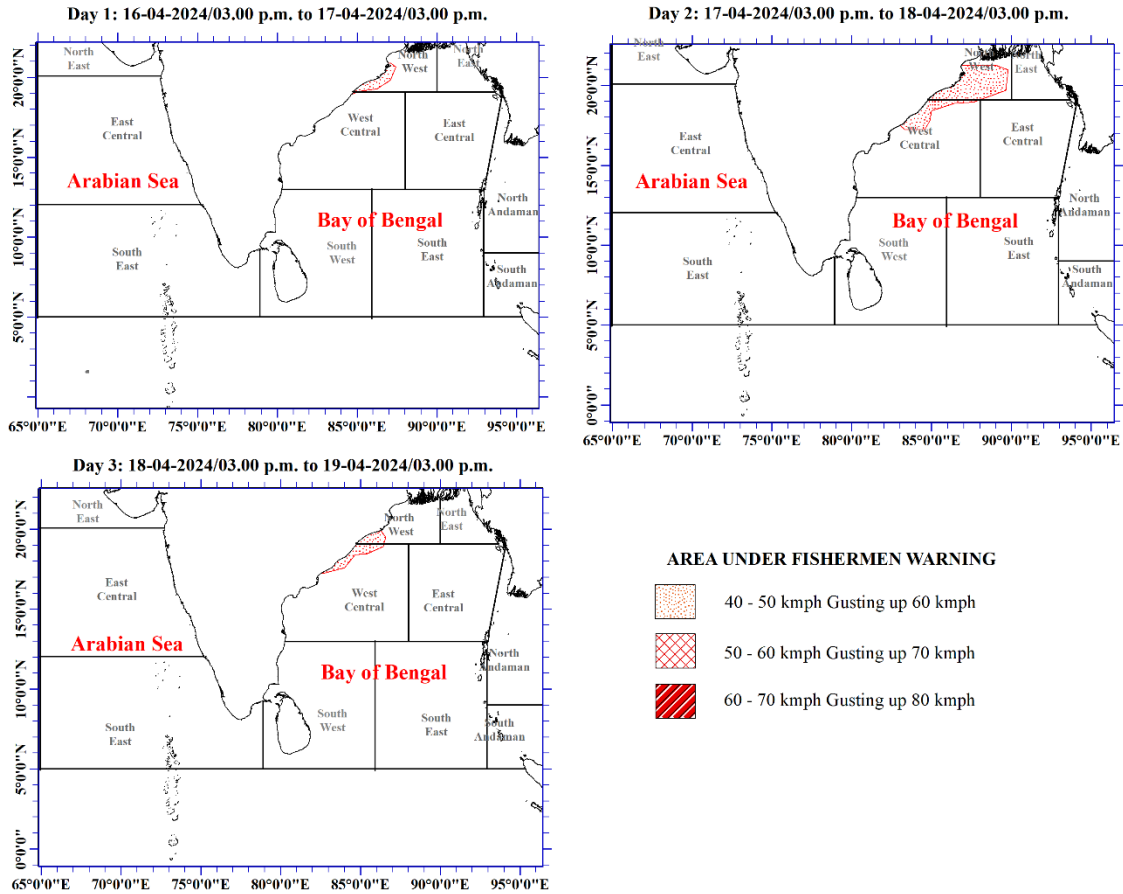 Day 1: 16-04-2024/03.00 p.m. to 17-04-2024/03.00 p.m.
North
East
North
West
North
East
East
Central
West
Central
East
Central
Arabian Sea
Bay of Bengal
North
Andaman
South
East
South
West
South
East
South
Andaman
20°0'0"N
15°0'0"N
10°0'0"N
5°0'0"N
65°0'0"E 70°0'0"E 75°0'0"E 80°0'0"E 85°0'0"E 90°0'0"E 95°0'0"E
Day 2: 17-04-2024/03.00 p.m. to 18-04-2024/03.00 p.m.
North
East
North
West
North
East
East
Central
West
Central
East
Central
Arabian Sea
Bay of Bengal
North
Andaman
South
East
South
West
South
East
South
Andaman
20°0'0"N
15°0'0"N
10°0'0"N
5°0'0"N
0°0'0"
65°0'0"E 70°0'0"E 75°0'0"E 80°0'0"E 85°0'0"E 90°0'0"E 95°0'0"E
Day 3: 18-04-2024/03.00 p.m. to 19-04-2024/03.00 p.m.
North
East
North
West
North
East
East
Central
West
Central
East
Central
Arabian Sea
Bay of Bengal
North
Andaman
South
East
South
West
South
East
South
Andaman
20°0'0"N
15°0'0"N
10°0'0"N
5°0'0"N
0°0'0"
65°0'0"E 70°0'0"E 75°0'0"E 80°0'0"E 85°0'0"E 90°0'0"E 95°0'0"E
AREA UNDER FISHERMEN WARNING
40 - 50 kmph Gusting up 60 kmph
50 - 60 kmph Gusting up 70 kmph
60 - 70 kmph Gusting up 80 kmph